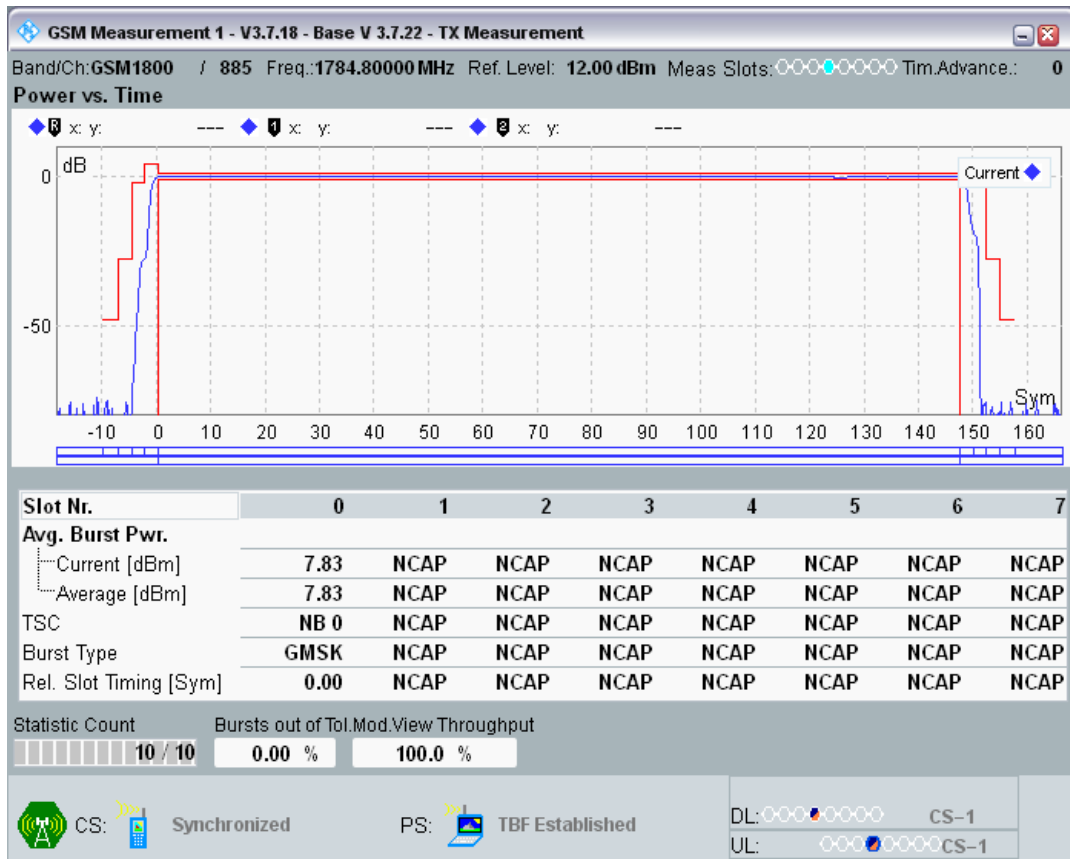 GSM Measurement 1 - V3.7.18 - Base V 3.7.22 - TX Measurement
Band/Ch:GSM1800 / 885 Freq.:1784.80000 MHz Ref. Level: 12.00 dBm Meas Slots: Tim.Advance.: 0
Power vs. Time
R x: y: --- 1 x: y: --- 2 x: y: ---
dB
0
Current
-50
Sym
-10 0 10 20 30 40 50 60 70 80 90 100 110 120 130 140 150 160
Slot Nr. 0 1 2 3 4 5 6 7
Avg. Burst Pwr.
Current [dBm] 7.83 NCAP NCAP NCAP NCAP NCAP NCAP NCAP
Average [dBm] 7.83 NCAP NCAP NCAP NCAP NCAP NCAP NCAP
TSC NB 0 NCAP NCAP NCAP NCAP NCAP NCAP NCAP
Burst Type GMSK NCAP NCAP NCAP NCAP NCAP NCAP NCAP
Rel. Slot Timing [Sym] 0.00 NCAP NCAP NCAP NCAP NCAP NCAP NCAP
Statistic Count Bursts out of Tol. Mod.View Throughput
10 / 10 0.00 % 100.0 %
CS: Synchronized PS: TBF Established DL: CS-1
UL: CS-1